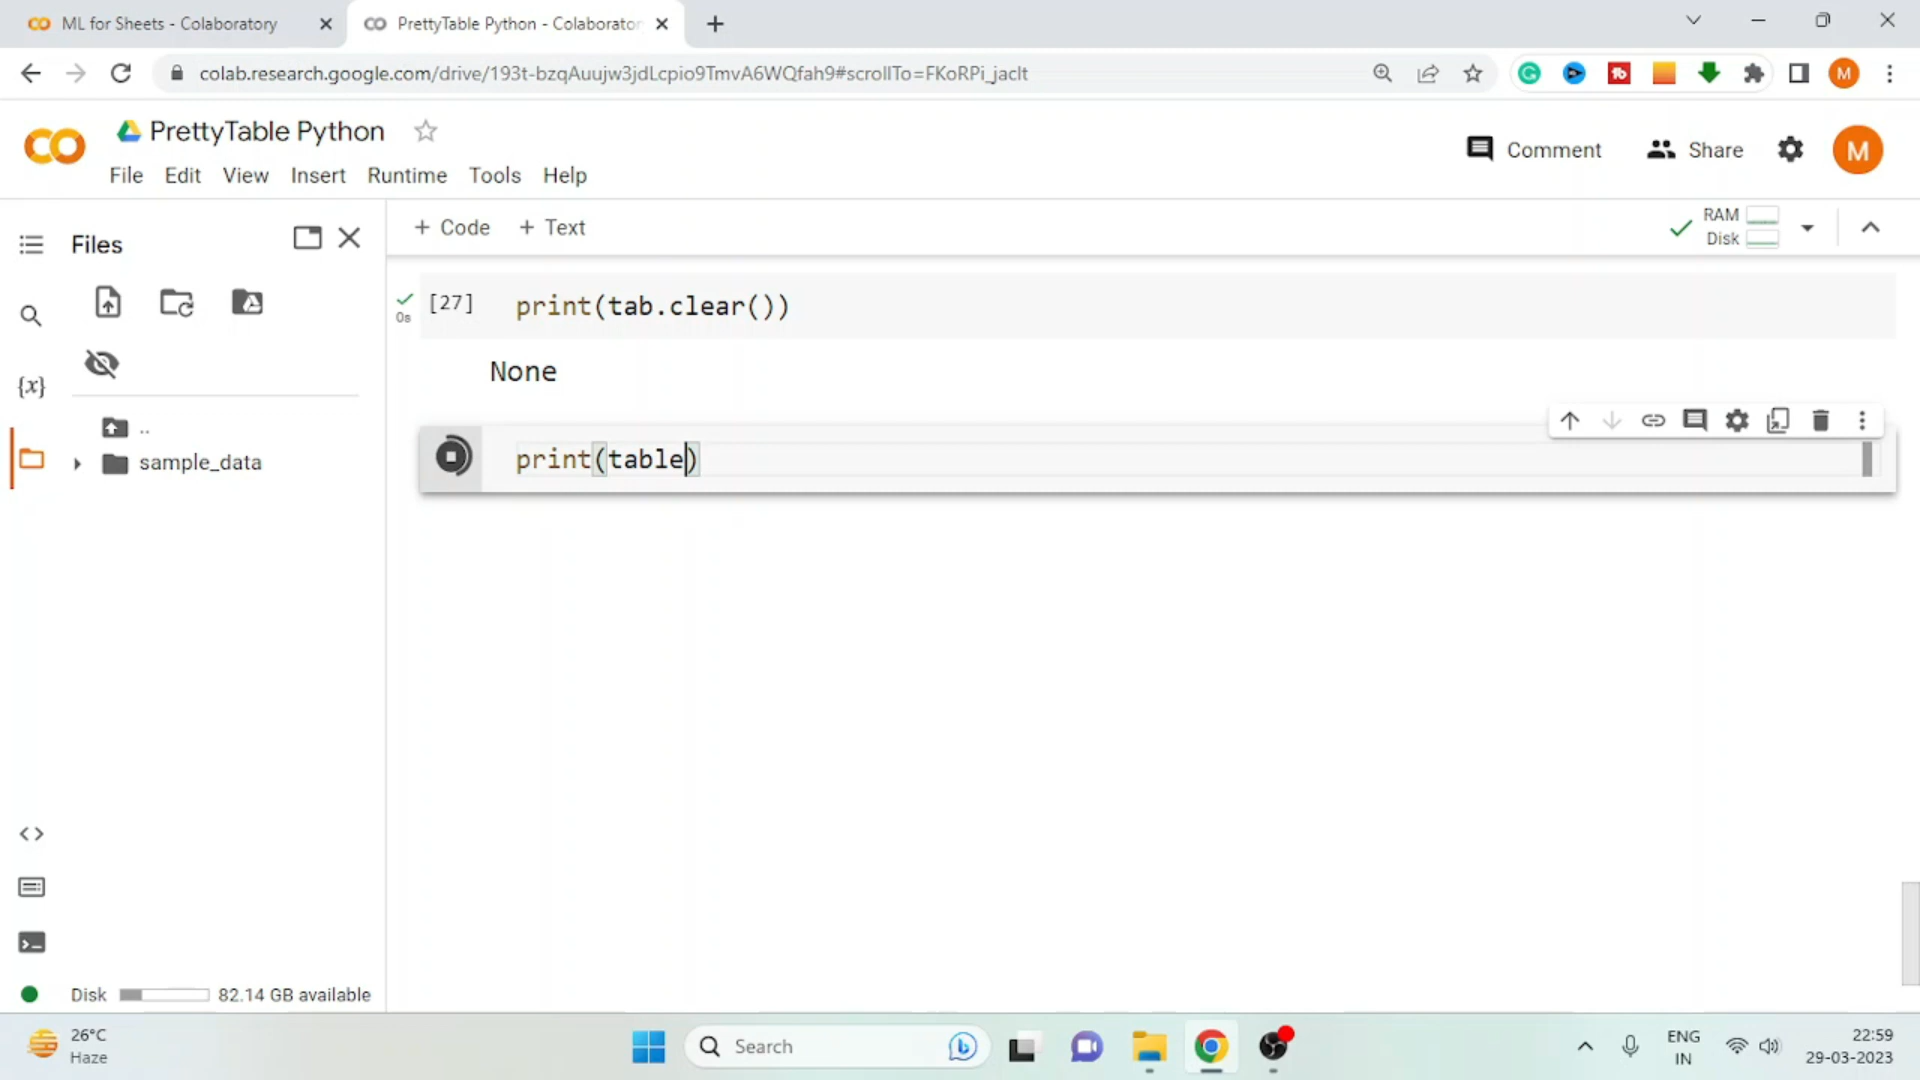 ML for Sheets - Colaboratory
PrettyTable Python - Colaborator
colab.research.google.com/drive/193t-bzqAuujw3jdLcpio9TmvA6WQfah9#scrollTo=FKoRPi_jacIt
M
PrettyTable Python
File Edit View Insert Runtime Tools Help
Comment
Share
M
Files
+ Code + Text
RAM
Disk
[27]
0s
print(tab.clear())
None
{x}
..
sample_data
print(table)
Disk
82.14 GB available
26°C
Haze
Search
ENG
IN
22:59
29-03-2023